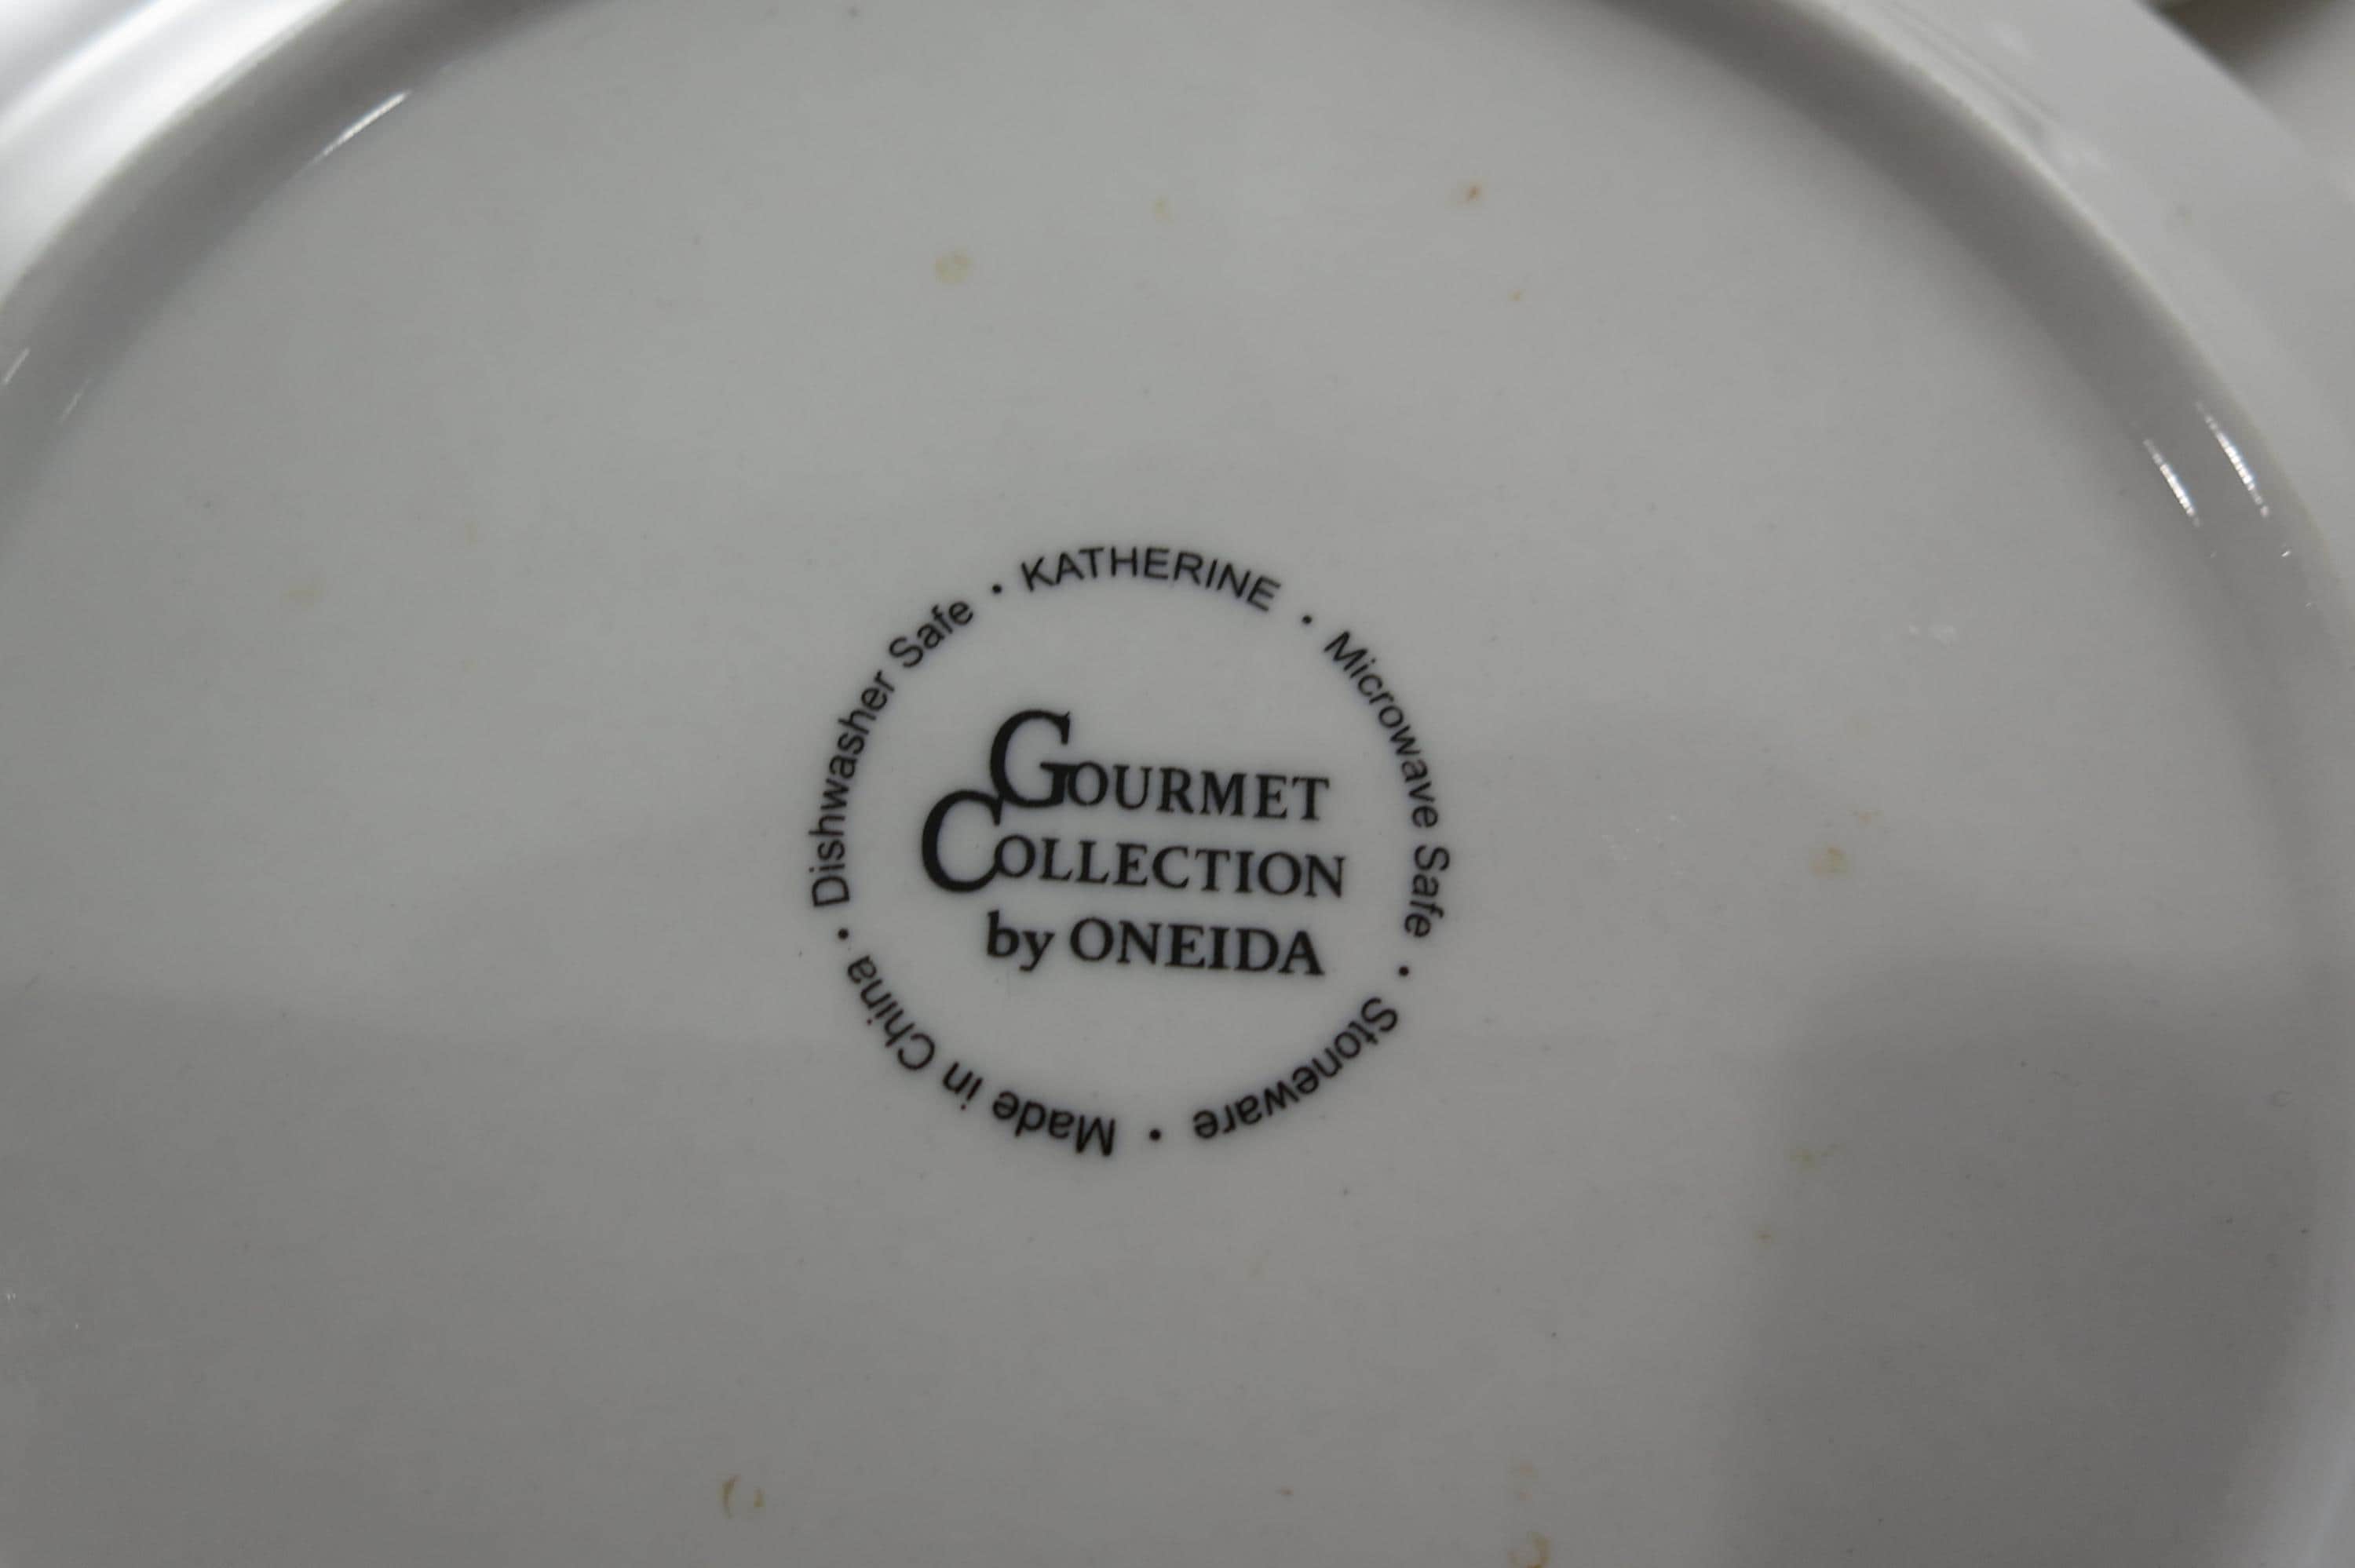 • KATHERINE • Microwave Safe • Stoneware • Made in China • Dishwasher Safe
GOURMET
COLLECTION
by ONEIDA